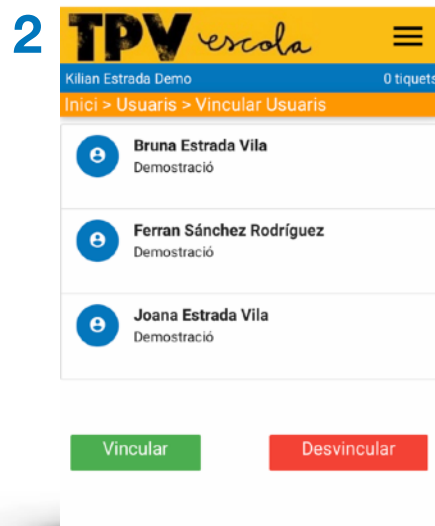 2
TPV escola
Kilian Estrada Demo 0 tiquets
Inici > Usuaris > Vincular Usuaris
Bruna Estrada Vila
Demostració
Ferran Sánchez Rodríguez
Demostració
Joana Estrada Vila
Demostració
Vincular Desvincular